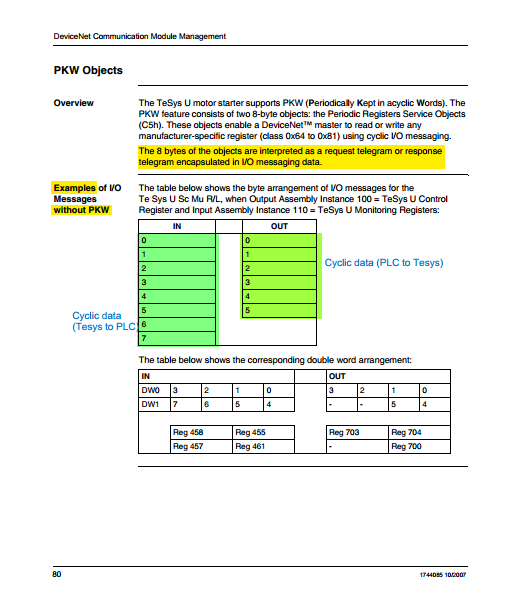 DeviceNet Communication Module Management
PKW Objects
Overview
The TeSys U motor starter supports PKW (Periodically Kept in acyclic Words). The
PKW feature consists of two 8-byte objects: the Periodic Registers Service Objects
(C5h). These objects enable a DeviceNet™ master to read or write any
manufacturer-specific register (class 0x64 to 0x81) using cyclic I/O messaging.
The 8 bytes of the objects are interpreted as a request telegram or response
telegram encapsulated in I/O messaging data.
Examples of I/O
Messages
without PKW
The table below shows the byte arrangement of I/O messages for the
Te Sys U Sc Mu R/L, when Output Assembly Instance 100 = TeSys U Control
Register and Input Assembly Instance 110 = TeSys U Monitoring Registers:
IN OUT
0 0
1 1
2 2
3 3
4 4
5 5
6
7
Cyclic data (PLC to Tesys)
Cyclic data
(Tesys to PLC)
The table below shows the corresponding double word arrangement:
IN OUT
DW0 3 2 1 0 3 2 1 0
DW1 7 6 5 4 - - 5 4
Reg 458 Reg 455 Reg 703 Reg 704
Reg 457 Reg 461 - Reg 700
80
1744085 10/2007